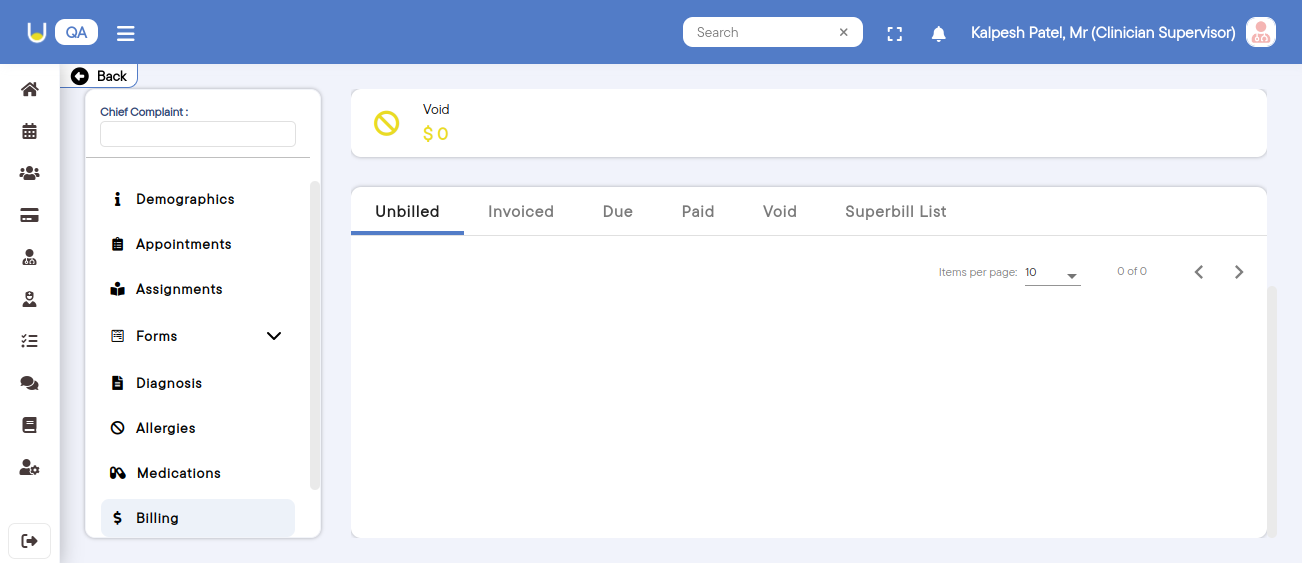 QA
Search
Kalpesh Patel, Mr (Clinician Supervisor)
Back
Chief Complaint :
Demographics
Appointments
Assignments
Forms
Diagnosis
Allergies
Medications
Billing
Void
$ 0
Unbilled Invoiced Due Paid Void Superbill List
Items per page: 10 0 of 0